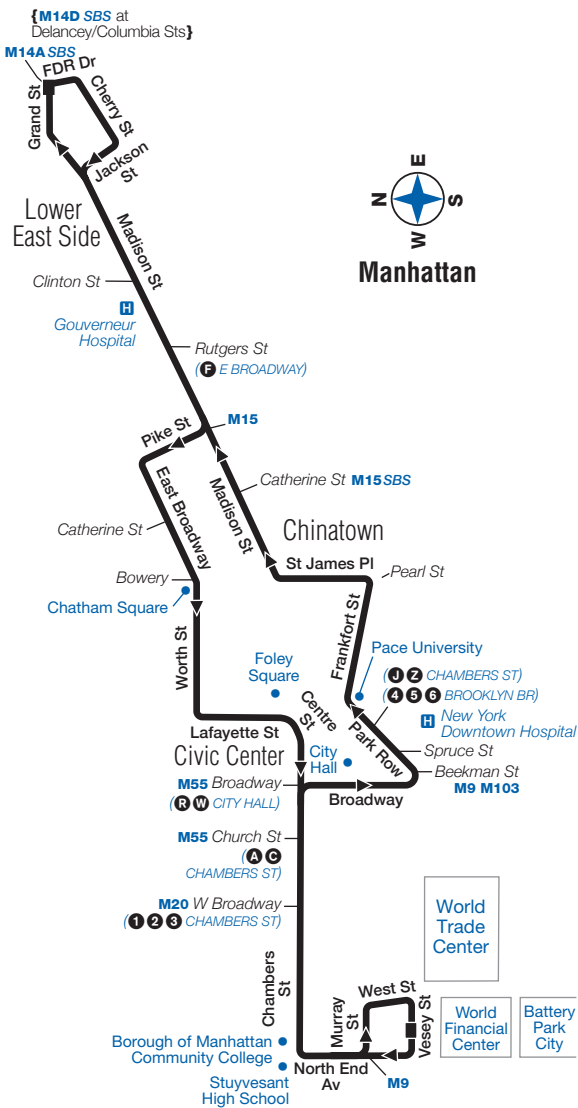 {M14D SBS at
Delancey/Columbia Sts}
M14A SBS
FDR Dr
Grand St
Cherry St
Jackson
St
Lower
East Side
Madison St
N
E
S
W
Manhattan
Clinton St
H
Gouverneur
Hospital
Rutgers St
(F E BROADWAY)
M15
Pike St
East Broadway
Catherine St M15 SBS
Madison St
Catherine St
Chinatown
St James Pl
Pearl St
Bowery
Chatham Square
Worth St
Frankfort St
Pace University
(J Z CHAMBERS ST)
(4 5 6 BROOKLYN BR)
Foley
Square
Centre
St
H New York
Downtown Hospital
Lafayette St
Park Row
Spruce St
Civic Center
City
Hall
Beekman St
M9 M103
M55 Broadway
(R W CITY HALL)
Broadway
M55 Church St
(A C
CHAMBERS ST)
M20 W Broadway
(1 2 3 CHAMBERS ST)
World
Trade
Center
Chambers
St
West St
Murray
St
Vesey St
World
Financial
Center
Battery
Park
City
Borough of Manhattan
Community College
Stuyvesant
High School
North End
Av
M9